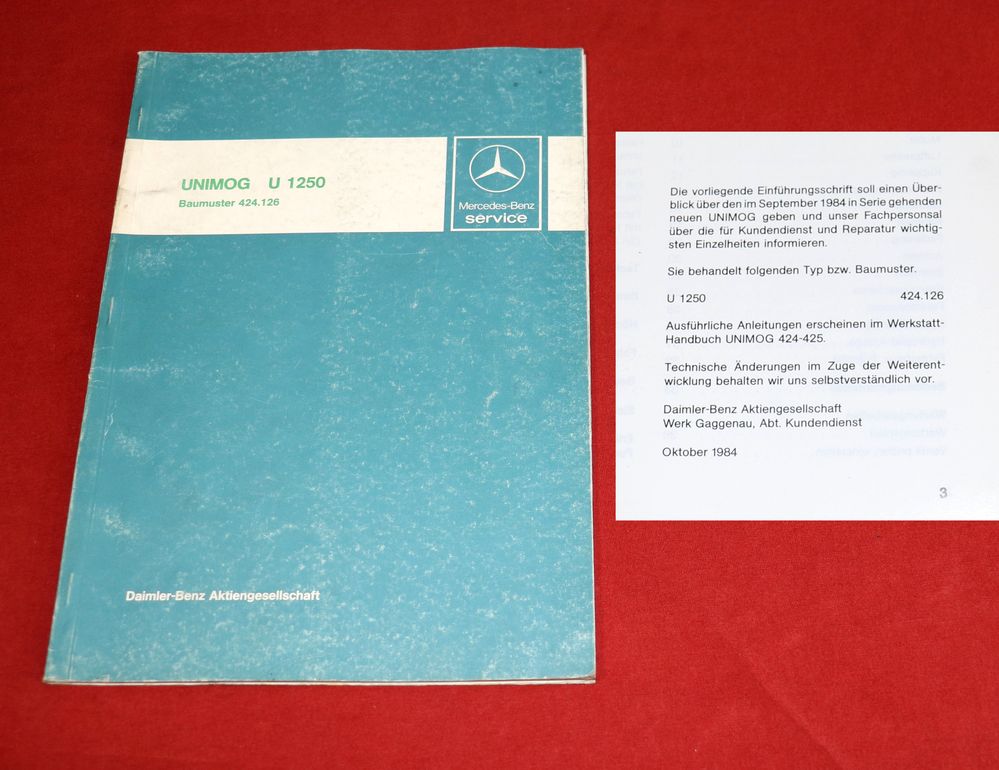 UNIMOG U 1250
Baumuster 424.126
Mercedes-Benz
service
Daimler-Benz Aktiengesellschaft
Die vorliegende Einführungsschrift soll einen Über-
blick über den im September 1984 in Serie gehenden
neuen UNIMOG geben und unser Fachpersonsal
über die für Kundendienst und Reparatur wichtig-
sten Einzelheiten informieren.
Sie behandelt folgenden Typ bzw. Baumuster.
U 1250 424.126
Ausführliche Anleitungen erscheinen im Werkstatt-
Handbuch UNIMOG 424-425.
Technische Änderungen im Zuge der Weiterent-
wicklung behalten wir uns selbstverständlich vor.
Daimler-Benz Aktiengesellschaft
Werk Gaggenau, Abt. Kundendienst
Oktober 1984
3